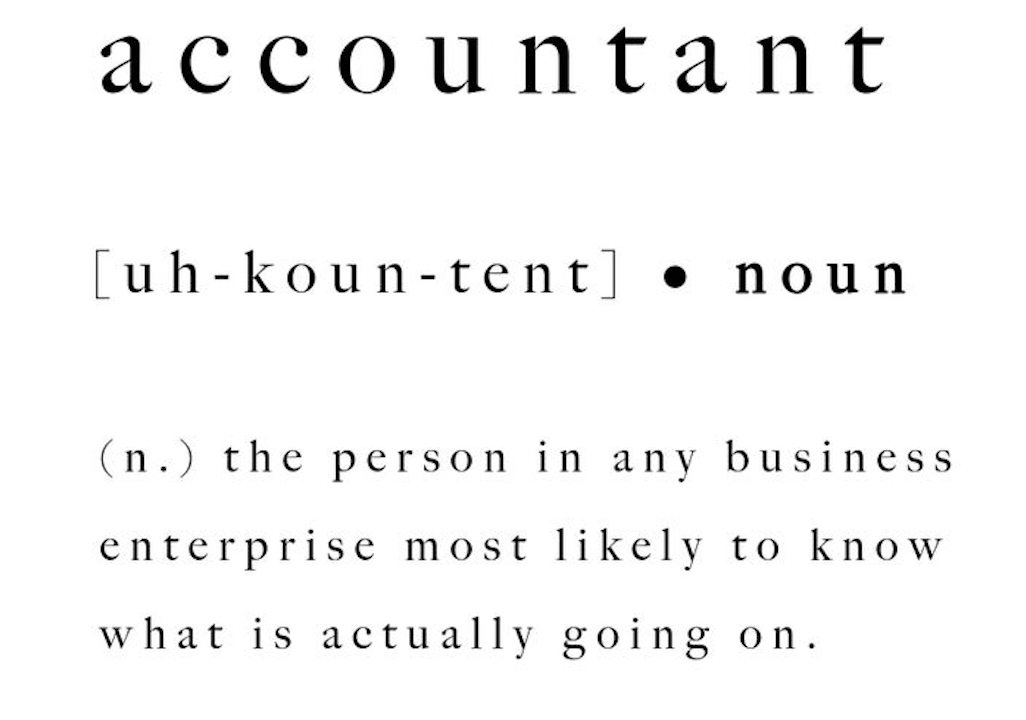 accountant
[uh-koun-tent] ● noun
(n.) the person in any business
enterprise most likely to know
what is actually going on.